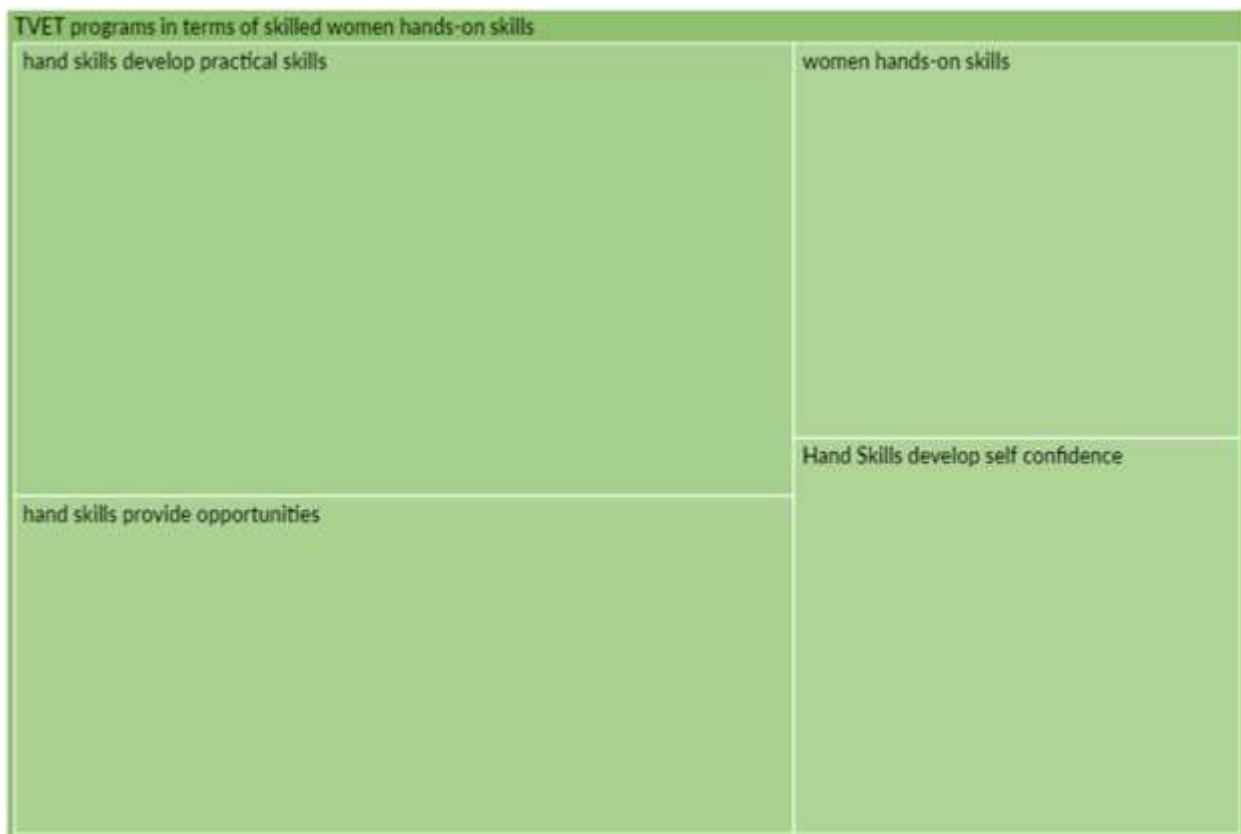 TVET programs in terms of skilled women hands-on skills
hand skills develop practical skills
women hands-on skills
Hand Skills develop self confidence
hand skills provide opportunities